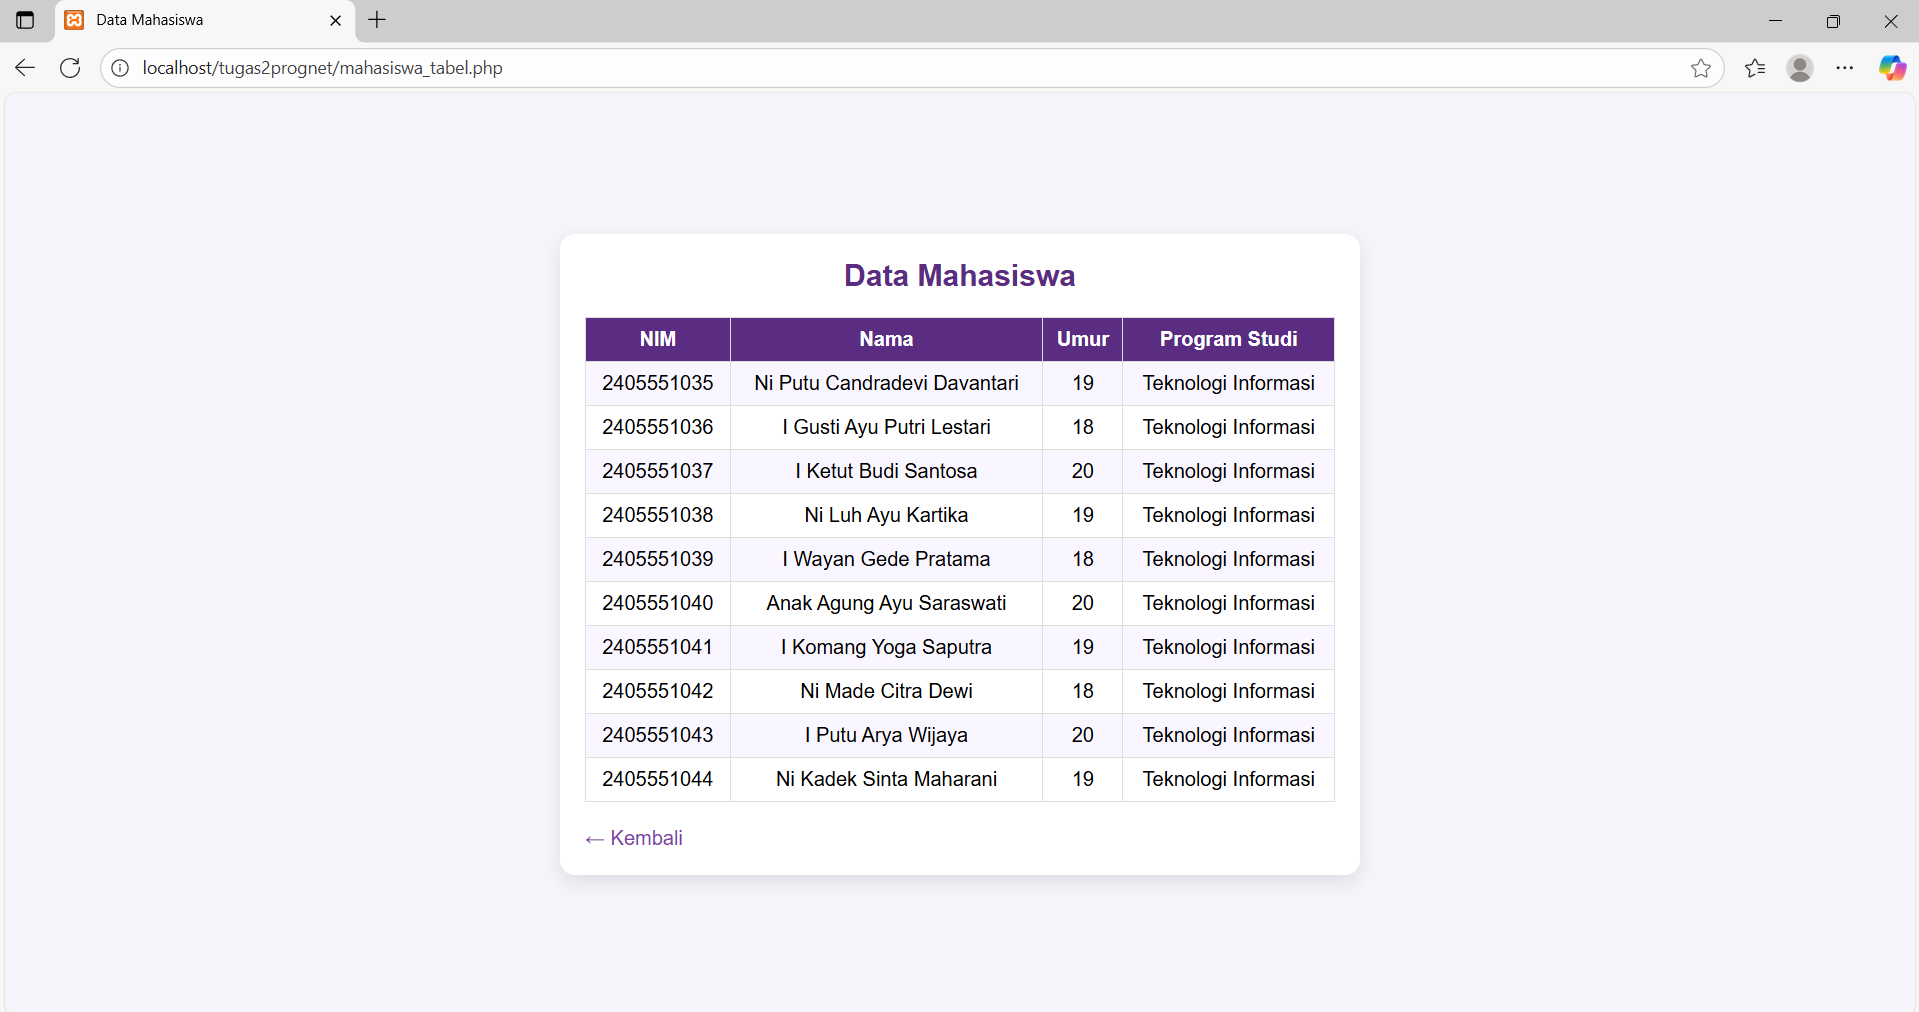 Data Mahasiswa
localhost/tugas2prognet/mahasiswa_tabel.php
Data Mahasiswa
NIM Nama Umur Program Studi
2405551035 Ni Putu Candradevi Davantari 19 Teknologi Informasi
2405551036 I Gusti Ayu Putri Lestari 18 Teknologi Informasi
2405551037 I Ketut Budi Santosa 20 Teknologi Informasi
2405551038 Ni Luh Ayu Kartika 19 Teknologi Informasi
2405551039 I Wayan Gede Pratama 18 Teknologi Informasi
2405551040 Anak Agung Ayu Saraswati 20 Teknologi Informasi
2405551041 I Komang Yoga Saputra 19 Teknologi Informasi
2405551042 Ni Made Citra Dewi 18 Teknologi Informasi
2405551043 I Putu Arya Wijaya 20 Teknologi Informasi
2405551044 Ni Kadek Sinta Maharani 19 Teknologi Informasi
← Kembali